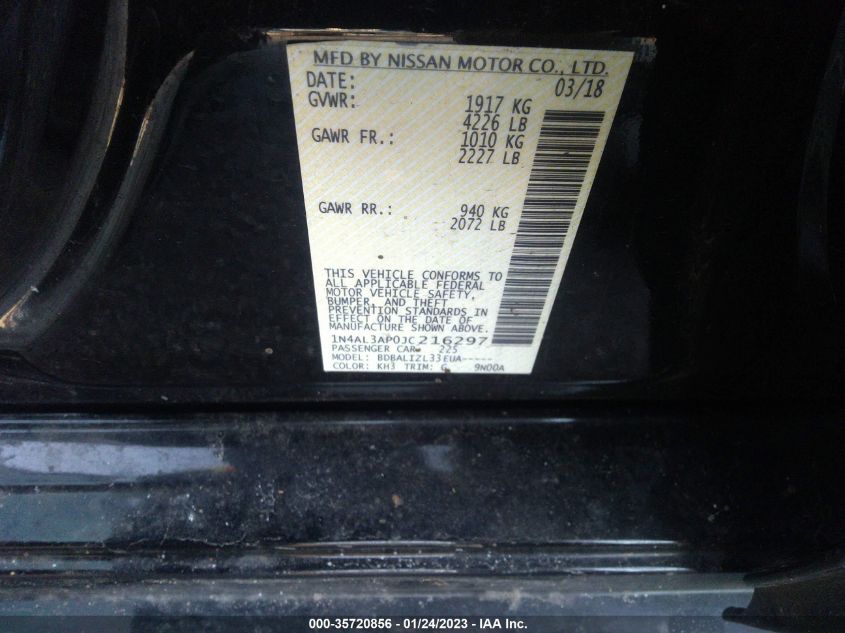 MFD BY NISSAN MOTOR CO., LTD.
DATE: 03/18
GVWR: 1917 KG
4226 LB
GAWR FR.: 1010 KG
2227 LB
GAWR RR.: 940 KG
2072 LB
THIS VEHICLE CONFORMS TO
ALL APPLICABLE FEDERAL
MOTOR VEHICLE SAFETY,
BUMPER, AND THEFT
PREVENTION STANDARDS IN
EFFECT ON THE DATE OF
MANUFACTURE SHOWN ABOVE.
1N4AL3AP0JC216297
PASSENGER CAR 225
MODEL: BDBALIZL33EUA-----
COLOR: KH3 TRIM: G 9N00A
000-35720856 — 01/24/2023 — IAA Inc.